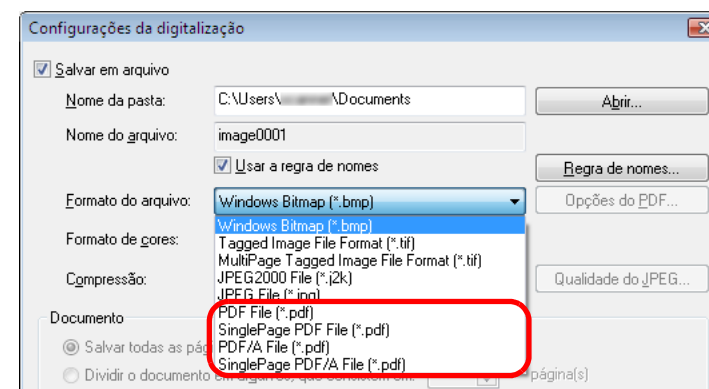 Configurações da digitalização
Salvar em arquivo
Nome da pasta: C:\Users\ \Documents Abrir...
Nome do arquivo: image0001
Usar a regra de nomes Regra de nomes...
Formato do arquivo: Windows Bitmap (*.bmp) Opções do PDF...
Windows Bitmap (*.bmp)
Formato de cores: Tagged Image File Format (*.tif)
MultiPage Tagged Image File Format (*.tif)
Compressão: JPEG2000 File (*.j2k) Qualidade do JPEG...
JPEG File (*.jpg)
Documento PDF File (*.pdf)
SinglePage PDF File (*.pdf)
Salvar todas as PDF/A File (*.pdf)
SinglePage PDF/A File (*.pdf)
Dividir o documento página(s)